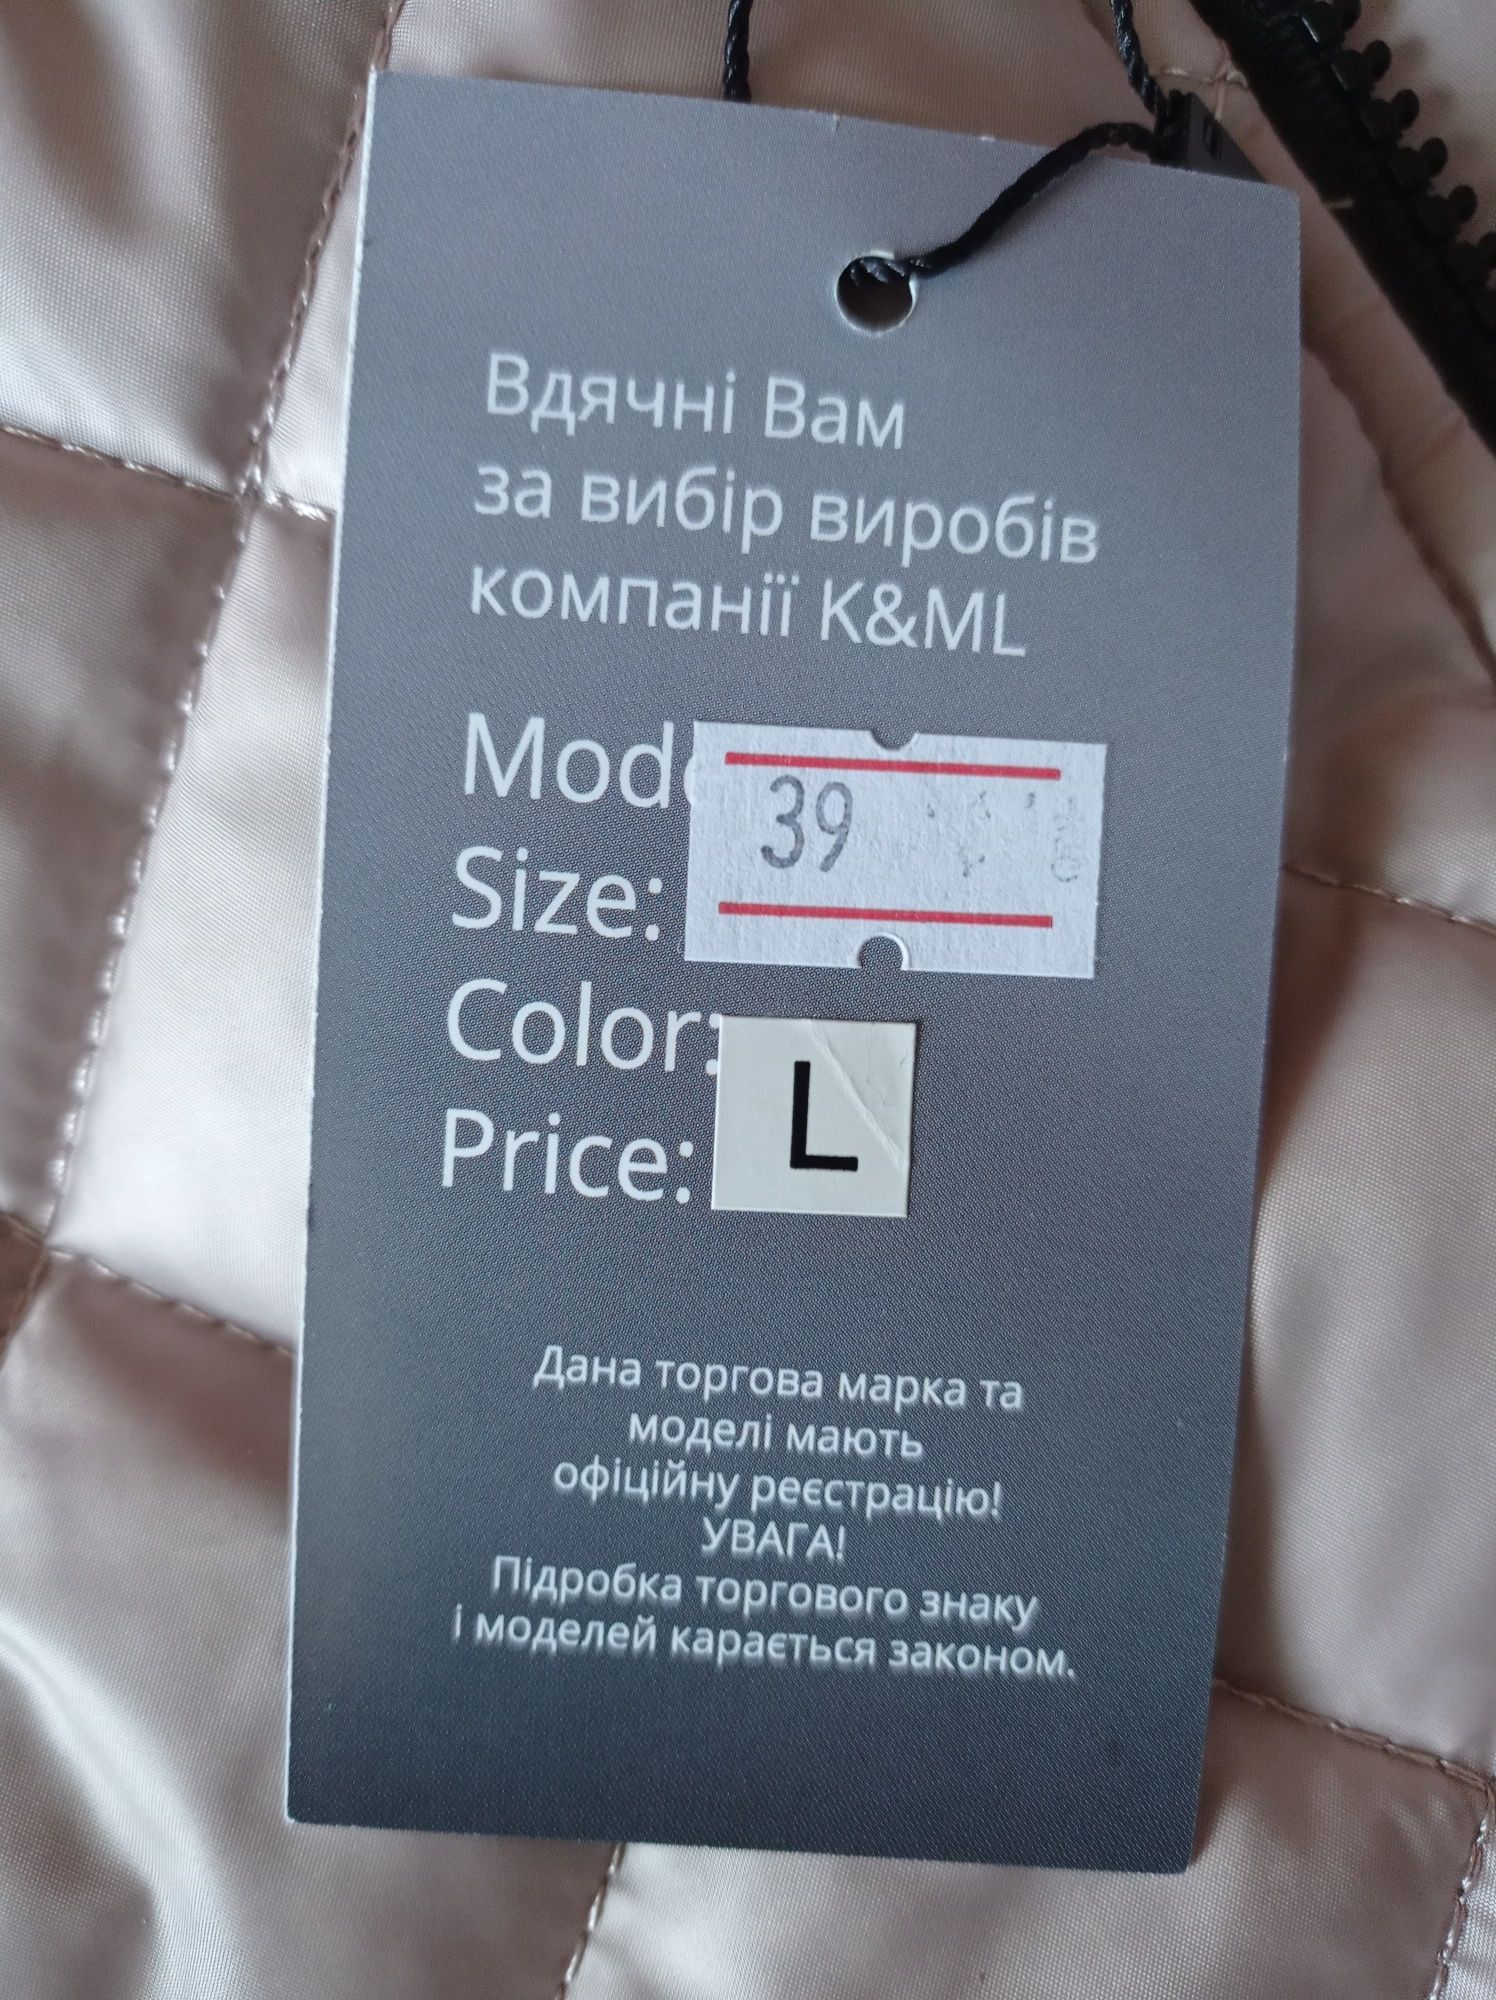 Вдячні Вам
за вибір виробів
компанії K&ML
Mod
39
Size:
Color:
L
Price:
Дана торгова марка та
моделі мають
офіційну реєстрацію!
УВАГА!
Підробка торгового знаку
і моделей карається законом.